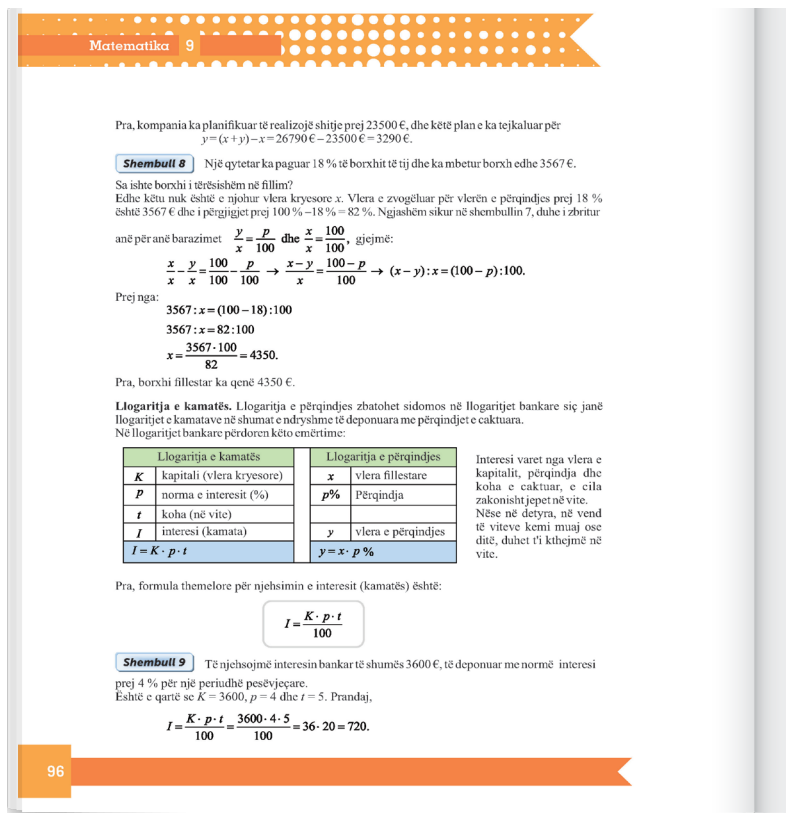 Matematika 9
Pra, kompania ka planifikuar të realizojë shitje prej 23500 €, dhe këtë plan e ka tejkaluar për
y = (x + y) – x = 26790 € – 23500 € = 3290 €.
Shembull 8 Një qytetar ka paguar 18 % të borxhit të tij dhe ka mbetur borxh edhe 3567 €.
Sa ishte borxhi i tërësishëm në fillim?
Edhe këtu nuk është e njohur vlera kryesore x. Vlera e zvogëluar për vlerën e përqindjes prej 18 %
është 3567 € dhe i përgjigjet prej 100 % –18 % = 82 %. Ngjashëm sikur në shembullin 7, duhe i zbritur
anë për anë barazimet y/x = p/100 dhe x/x = 100/100, gjejmë:
x/x – y/x = 100/100 – p/100 → (x – y)/x = (100 – p)/100 → (x – y) : x = (100 – p) : 100.
Prej nga:
3567 : x = (100 – 18) : 100
3567 : x = 82 : 100
x = (3567 · 100)/82 = 4350.
Pra, borxhi fillestar ka qenë 4350 €.
Llogaritja e kamatës. Llogaritja e përqindjes zbatohet sidomos në llogaritjet bankare siç janë
llogaritjet e kamatave në shumat e ndryshme të deponuara me përqindjet e caktuara.
Në llogaritjet bankare përdoren këto emërtime:
Llogaritja e kamatës
K kapitali (vlera kryesore)
P norma e interesit (%)
t koha (në vite)
I interesi (kamata)
I = K · p · t
Llogaritja e përqindjes
x vlera fillestare
p% Përqindja
y vlera e përqindjes
y = x · p %
Interesi varet nga vlera e
kapitalit, përqindja dhe
koha e caktuar, e cila
zakonisht jepet në vite.
Nëse në detyra, në vend
të viteve kemi muaj ose
ditë, duhet t'i kthejmë në
vite.
Pra, formula themelore për njehsimin e interesit (kamatës) është:
I = (K · p · t)/100
Shembull 9 Të njehsojmë interesin bankar të shumës 3600 €, të deponuar me normë interesi
prej 4 % për një periudhë pesëvjeçare.
Është e qartë se K = 3600, p = 4 dhe t = 5. Prandaj,
I = (K · p · t)/100 = (3600 · 4 · 5)/100 = 36 · 20 = 720.
96